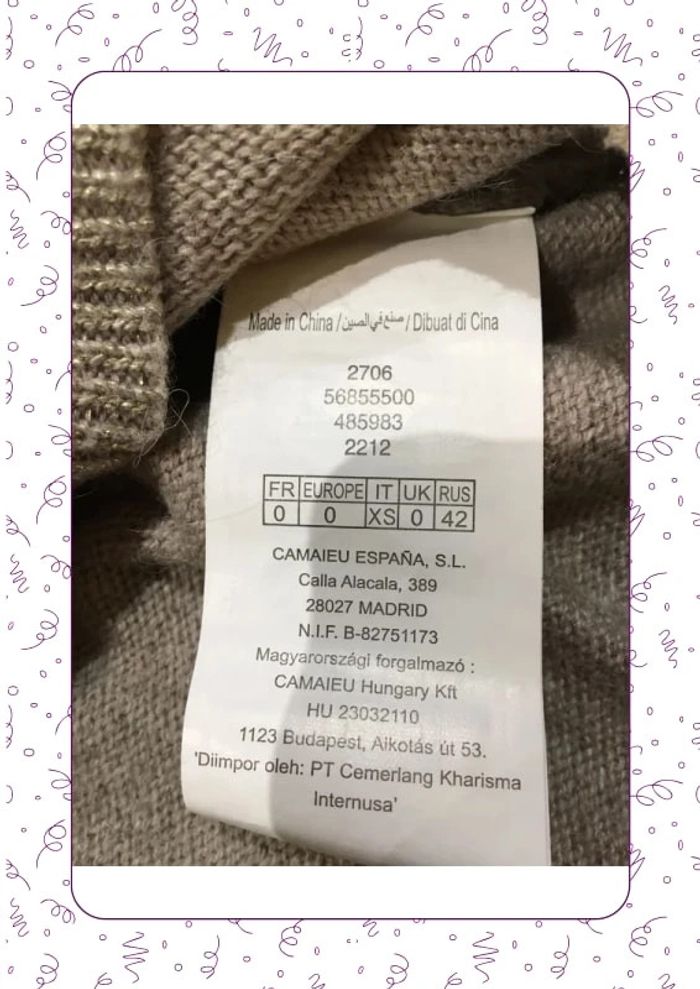 Made in China / صنع في الصين / Dibuat di Cina
2706
56855500
485983
2212
FR EUROPE IT UK RUS
0 0 XS 0 42
CAMAIEU ESPAÑA, S.L.
Calla Alacala, 389
28027 MADRID
N.I.F. B-82751173
Magyarországi forgalmazó :
CAMAIEU Hungary Kft
HU 23032110
1123 Budapest, Aikotás út 53.
'Diimpor oleh: PT Cemerlang Kharisma
Internusa'